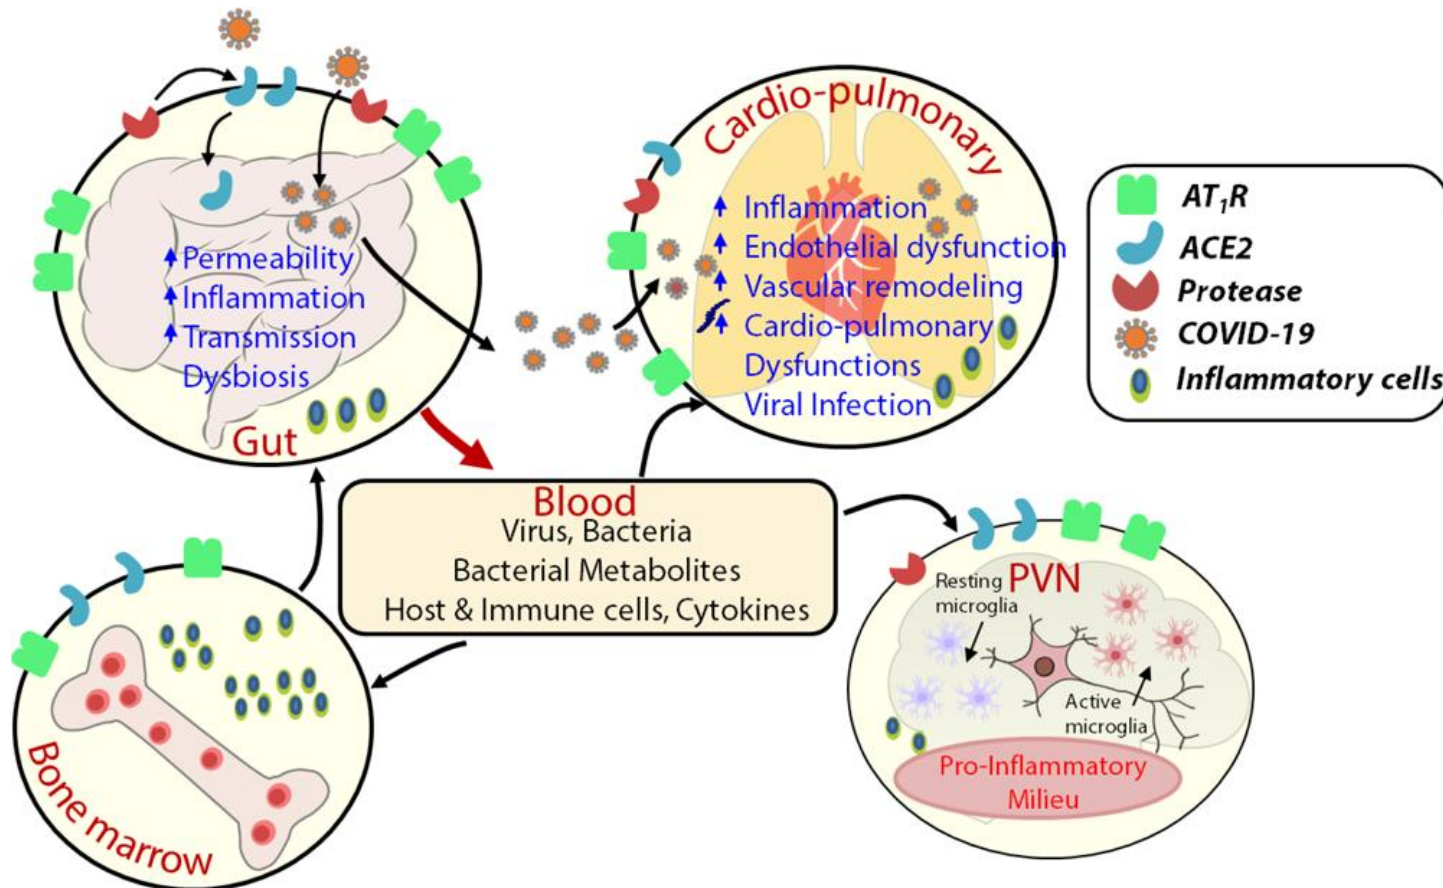 Gut
↑Permeability
↑Inflammation
↑Transmission
Dysbiosis
Cardio-pulmonary
↑ Inflammation
↑ Endothelial dysfunction
↑ Vascular remodeling
↑ Cardio-pulmonary
Dysfunctions
Viral Infection
AT₁R
ACE2
Protease
COVID-19
Inflammatory cells
Blood
Virus, Bacteria
Bacterial Metabolites
Host & Immune cells, Cytokines
Bone marrow
PVN
Resting
microglia
Active
microglia
Pro-Inflammatory
Milieu